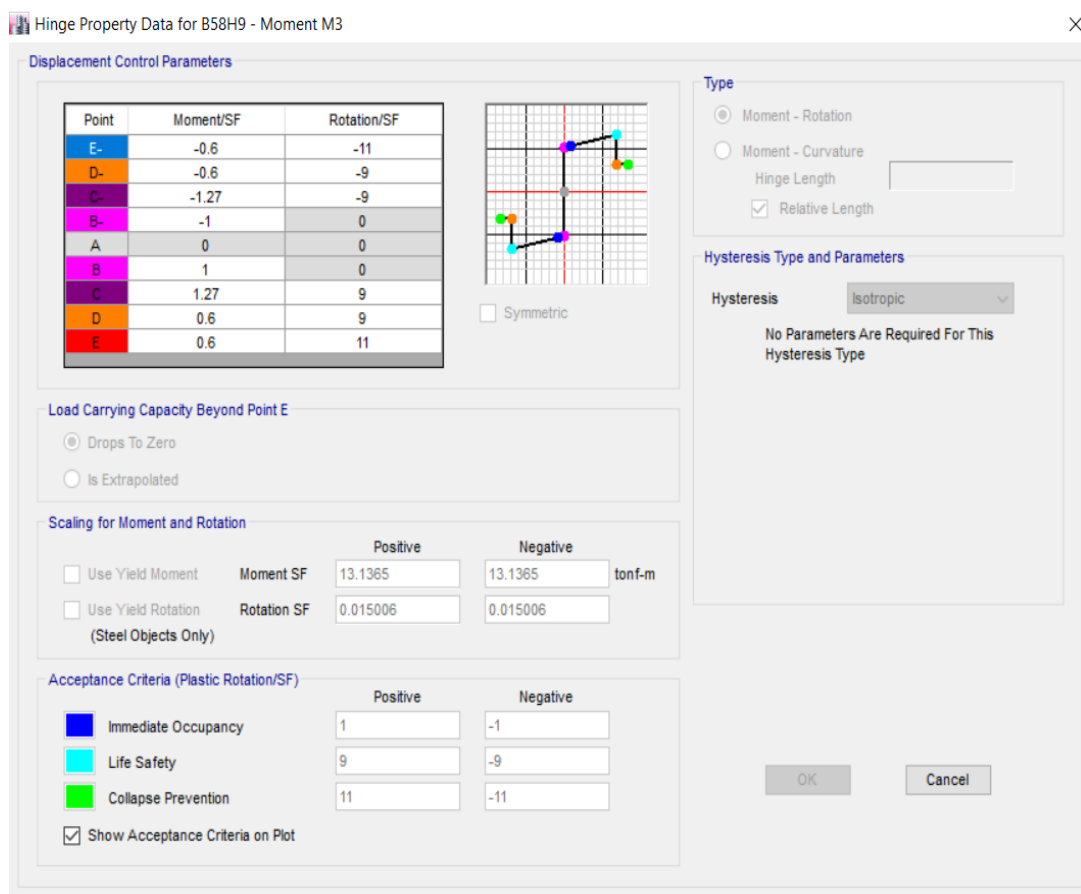 Hinge Property Data for B58H9 - Moment M3
Displacement Control Parameters
Point Moment/SF Rotation/SF
E- -0.6 -11
D- -0.6 -9
C- -1.27 -9
B- -1 0
A 0 0
B 1 0
C 1.27 9
D 0.6 9
E 0.6 11
Symmetric
Load Carrying Capacity Beyond Point E
Drops To Zero
Is Extrapolated
Scaling for Moment and Rotation
Positive Negative
Use Yield Moment Moment SF 13.1365 13.1365 tonf-m
Use Yield Rotation Rotation SF 0.015006 0.015006
(Steel Objects Only)
Acceptance Criteria (Plastic Rotation/SF)
Positive Negative
Immediate Occupancy 1 -1
Life Safety 9 -9
Collapse Prevention 11 -11
Show Acceptance Criteria on Plot
Type
Moment - Rotation
Moment - Curvature
Hinge Length
Relative Length
Hysteresis Type and Parameters
Hysteresis Isotropic
No Parameters Are Required For This
Hysteresis Type
OK Cancel